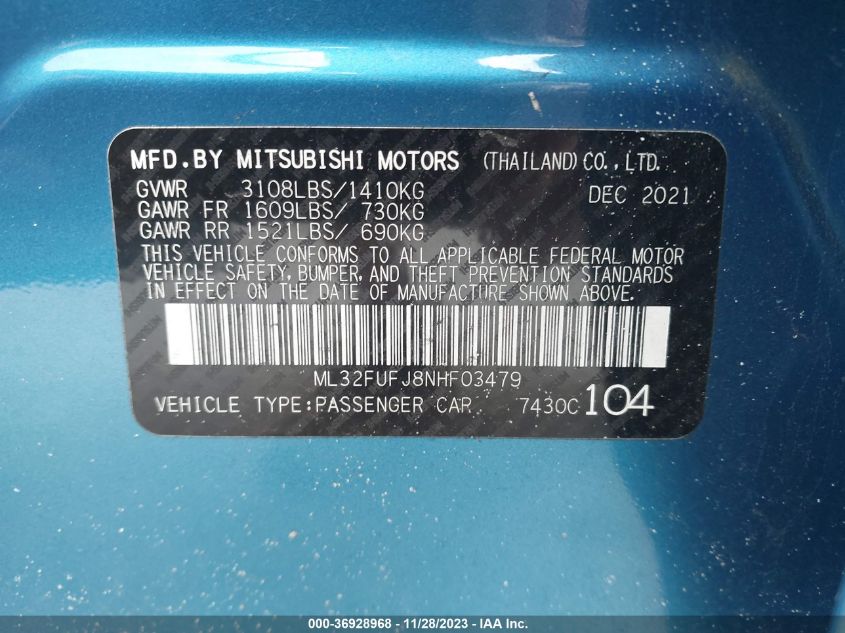 MFD.BY MITSUBISHI MOTORS (THAILAND) CO., LTD.
GVWR 3108LBS/1410KG DEC 2021
GAWR FR 1609LBS/ 730KG
GAWR RR 1521LBS/ 690KG
THIS VEHICLE CONFORMS TO ALL APPLICABLE FEDERAL MOTOR
VEHICLE SAFETY, BUMPER, AND THEFT PREVENTION STANDARDS
IN EFFECT ON THE DATE OF MANUFACTURE SHOWN ABOVE.
ML32FUFJ8NHF03479
VEHICLE TYPE:PASSENGER CAR 7430C 104
000-36928968 - 11/28/2023 - IAAI.com